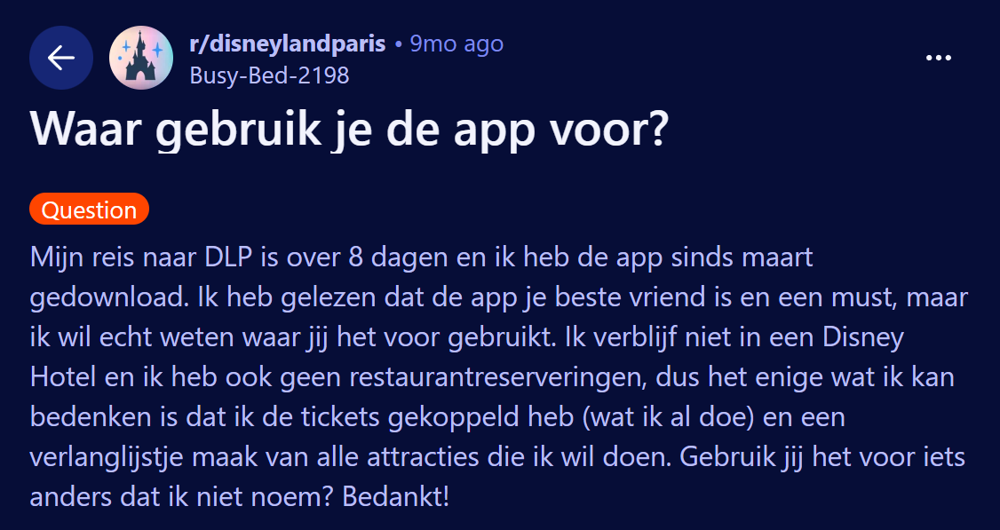 r/disneylandparis • 9mo ago
Busy-Bed-2198
Waar gebruik je de app voor?
Question
Mijn reis naar DLP is over 8 dagen en ik heb de app sinds maart
gedownload. Ik heb gelezen dat de app je beste vriend is en een must, maar
ik wil echt weten waar jij het voor gebruikt. Ik verblijf niet in een Disney
Hotel en ik heb ook geen restaurantreserveringen, dus het enige wat ik kan
bedenken is dat ik de tickets gekoppeld heb (wat ik al doe) en een
verlanglijstje maak van alle attracties die ik wil doen. Gebruik jij het voor iets
anders dat ik niet noem? Bedankt!